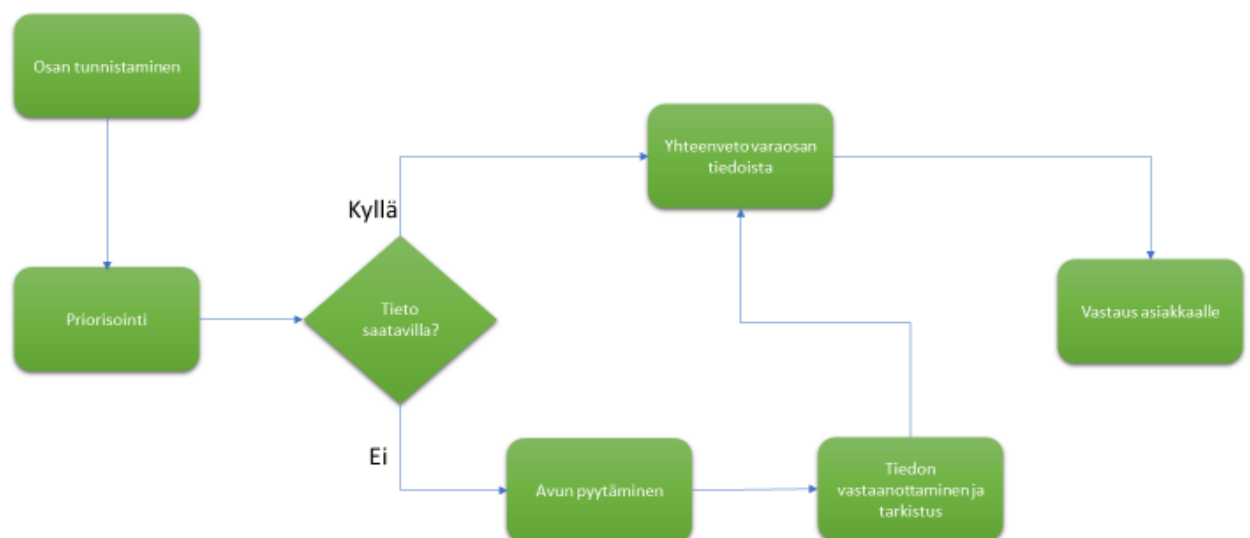 Osan tunnistaminen
Priorisointi
Tieto
saatavilla?
Kyllä
Ei
Yhteenveto varaosan
tiedoista
Avun pyytäminen
Tiedon
vastaanottaminen ja
tarkistus
Vastaus asiakkaalle